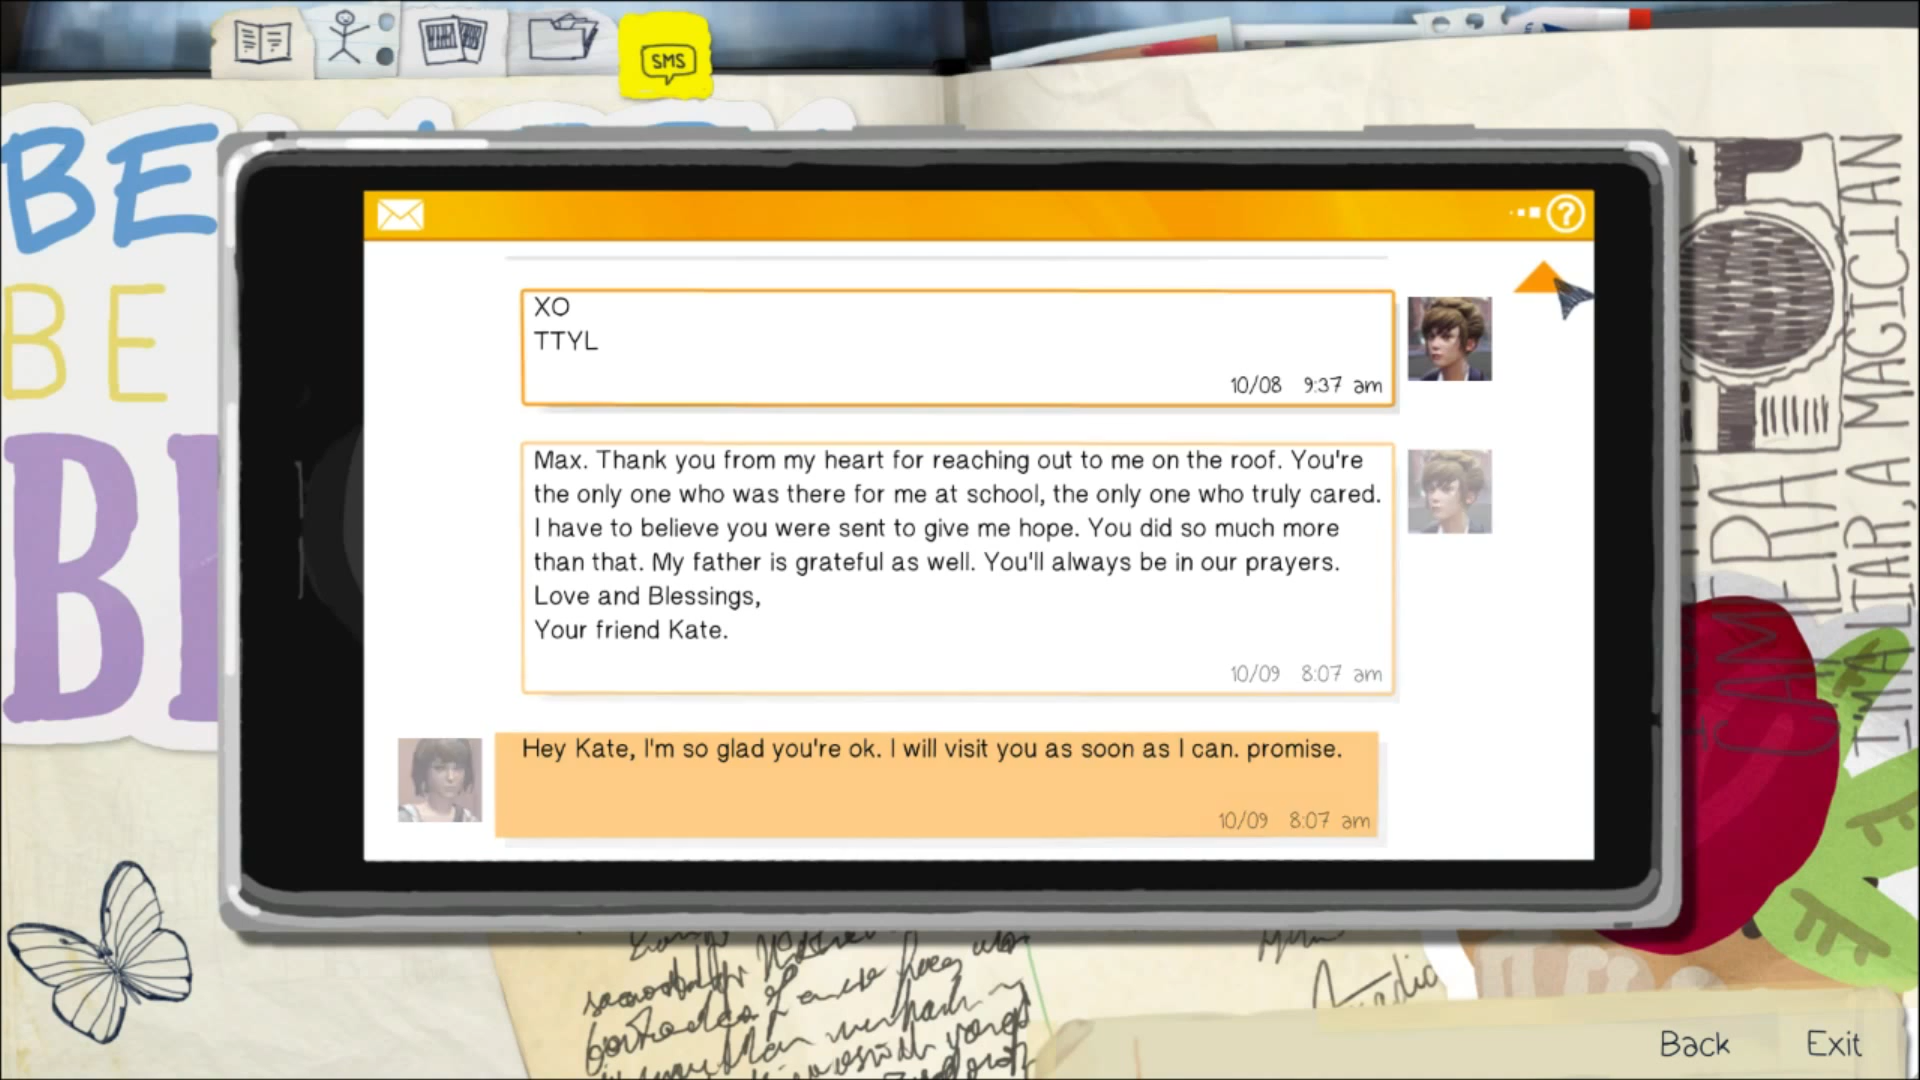 SMS
BE
BE
XO
TTYL
10/08 9:37 am
Max. Thank you from my heart for reaching out to me on the roof. You're
the only one who was there for me at school, the only one who truly cared.
I have to believe you were sent to give me hope. You did so much more
than that. My father is grateful as well. You'll always be in our prayers.
Love and Blessings,
Your friend Kate.
10/09 8:07 am
Hey Kate, I'm so glad you're ok. I will visit you as soon as I can. promise.
10/09 8:07 am
CAMERA
LIAR, A MAGICIAN
Back Exit